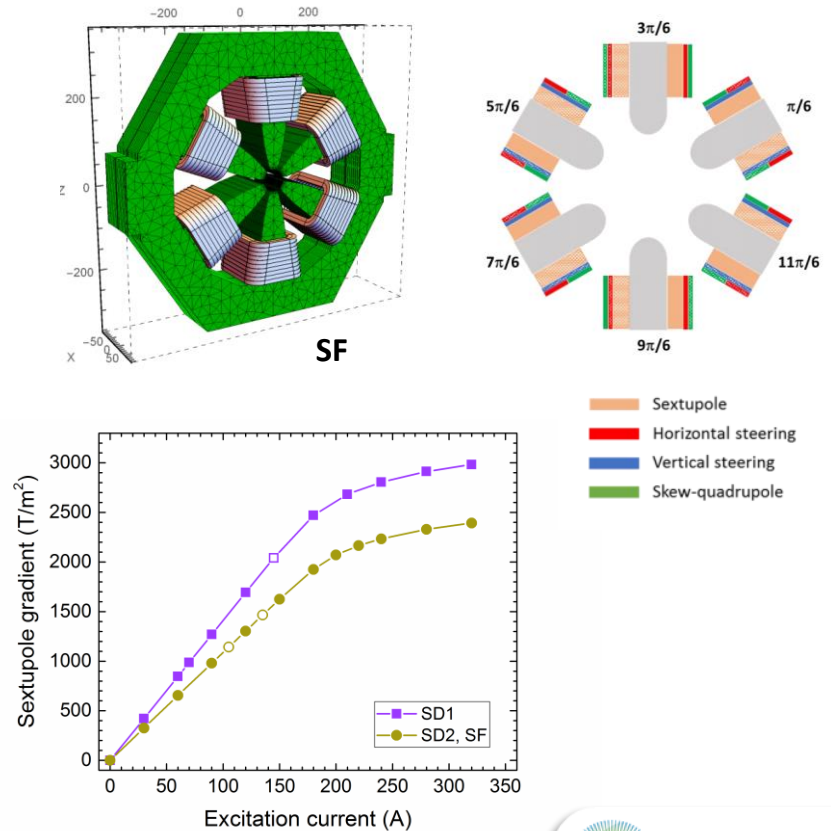 −200 0 200
200
0
−200
Z
−50
0
50
X
SF
3π/6
5π/6
π/6
7π/6
11π/6
9π/6
Sextupole
Horizontal steering
Vertical steering
Skew-quadrupole
Sextupole gradient (T/m²)
3000
2500
2000
1500
1000
500
0
SD1
SD2, SF
0 50 100 150 200 250 300 350
Excitation current (A)